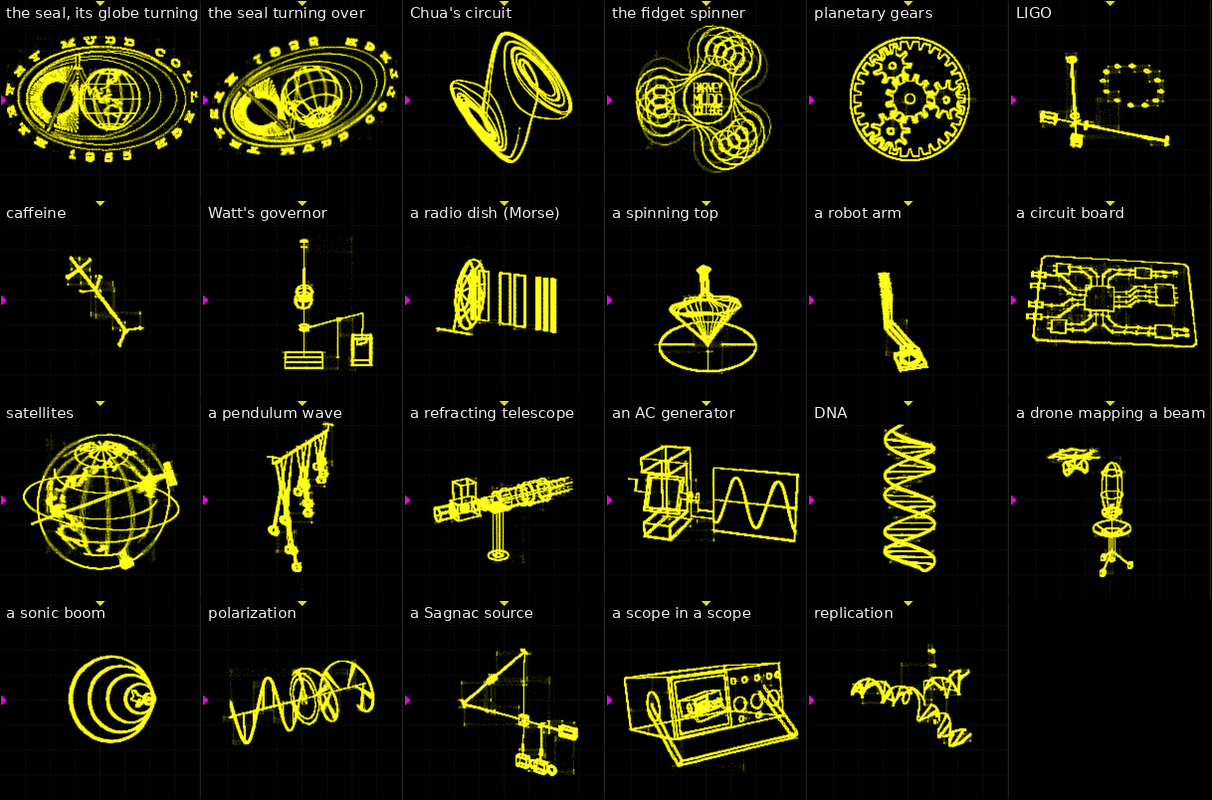 the seal, its globe turning
the seal turning over
Chua's circuit
the fidget spinner
planetary gears
LIGO
HARVEY
MUDD
caffeine
Watt's governor
a radio dish (Morse)
a spinning top
a robot arm
a circuit board
satellites
a pendulum wave
a refracting telescope
an AC generator
DNA
a drone mapping a beam
a sonic boom
polarization
a Sagnac source
a scope in a scope
replication